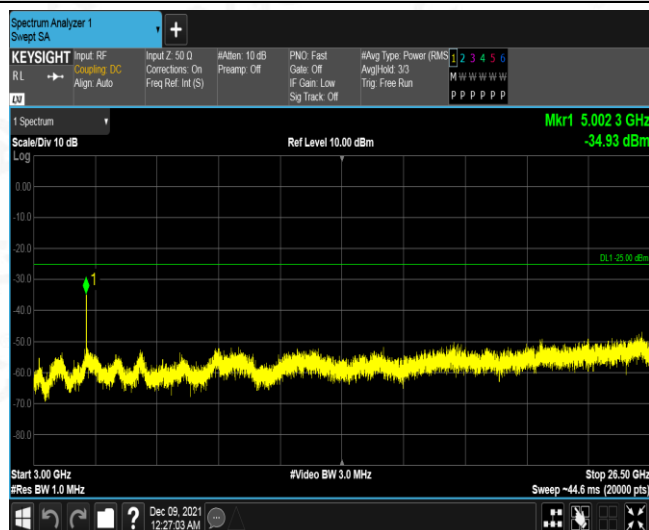 Spectrum Analyzer 1
Swept SA
+
KEYSIGHT
RL
LXI
Input: RF
Coupling: DC
Align: Auto
Input Z: 50 Ω
Corrections: On
Freq Ref: Int (S)
#Atten: 10 dB
Preamp: Off
PNO: Fast
Gate: Off
IF Gain: Low
Sig Track: Off
#Avg Type: Power (RMS
Avg|Hold: 3/3
Trig: Free Run
1 2 3 4 5 6
M W W W W W
P P P P P P
1 Spectrum
Scale/Div 10 dB
Log
Ref Level 10.00 dBm
Mkr1 5.002 3 GHz
-34.93 dBm
0.00
-10.0
-20.0
DL1 -25.00 dBm
-30.0
1
-40.0
-50.0
-60.0
-70.0
-80.0
Start 3.00 GHz
#Res BW 1.0 MHz
#Video BW 3.0 MHz
Stop 26.50 GHz
Sweep ~44.6 ms (20000 pts)
?
Dec 09, 2021
12:27:03 AM